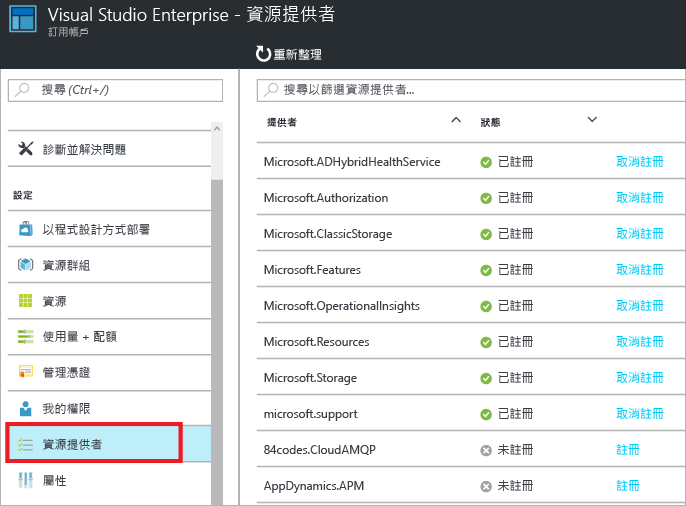 Visual Studio Enterprise - 資源提供者
訂用帳戶
重新整理
搜尋 (Ctrl+/)
診斷並解決問題
設定
以程式設計方式部署
資源群組
資源
使用量 + 配額
管理憑證
我的權限
資源提供者
屬性
搜尋以篩選資源提供者...
提供者 狀態
Microsoft.ADHybridHealthService 已註冊 取消註冊
Microsoft.Authorization 已註冊 取消註冊
Microsoft.ClassicStorage 已註冊 取消註冊
Microsoft.Features 已註冊 取消註冊
Microsoft.OperationalInsights 已註冊 取消註冊
Microsoft.Resources 已註冊 取消註冊
Microsoft.Storage 已註冊 取消註冊
microsoft.support 已註冊 取消註冊
84codes.CloudAMQP 未註冊 註冊
AppDynamics.APM 未註冊 註冊